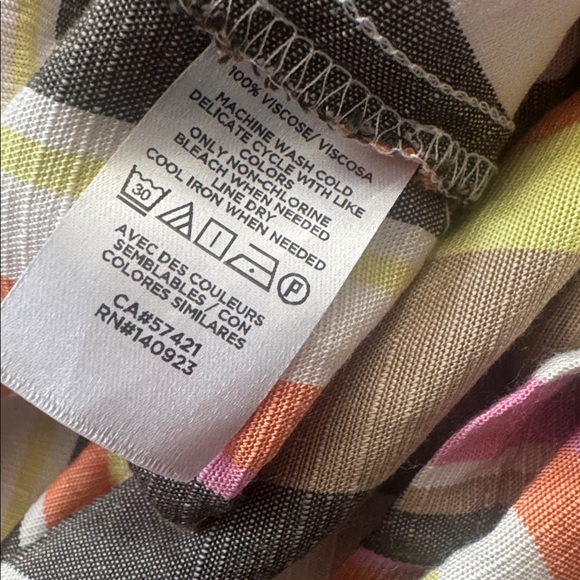 100% VISCOSE/VISCOSA
MACHINE WASH COLD
DELICATE CYCLE WITH LIKE
COLORS
ONLY NON-CHLORINE
BLEACH WHEN NEEDED
LINE DRY
COOL IRON WHEN NEEDED
30 P
AVEC DES COULEURS
SEMBLABLES / CON
COLORES SIMILARES
CA#57421
RN#140923